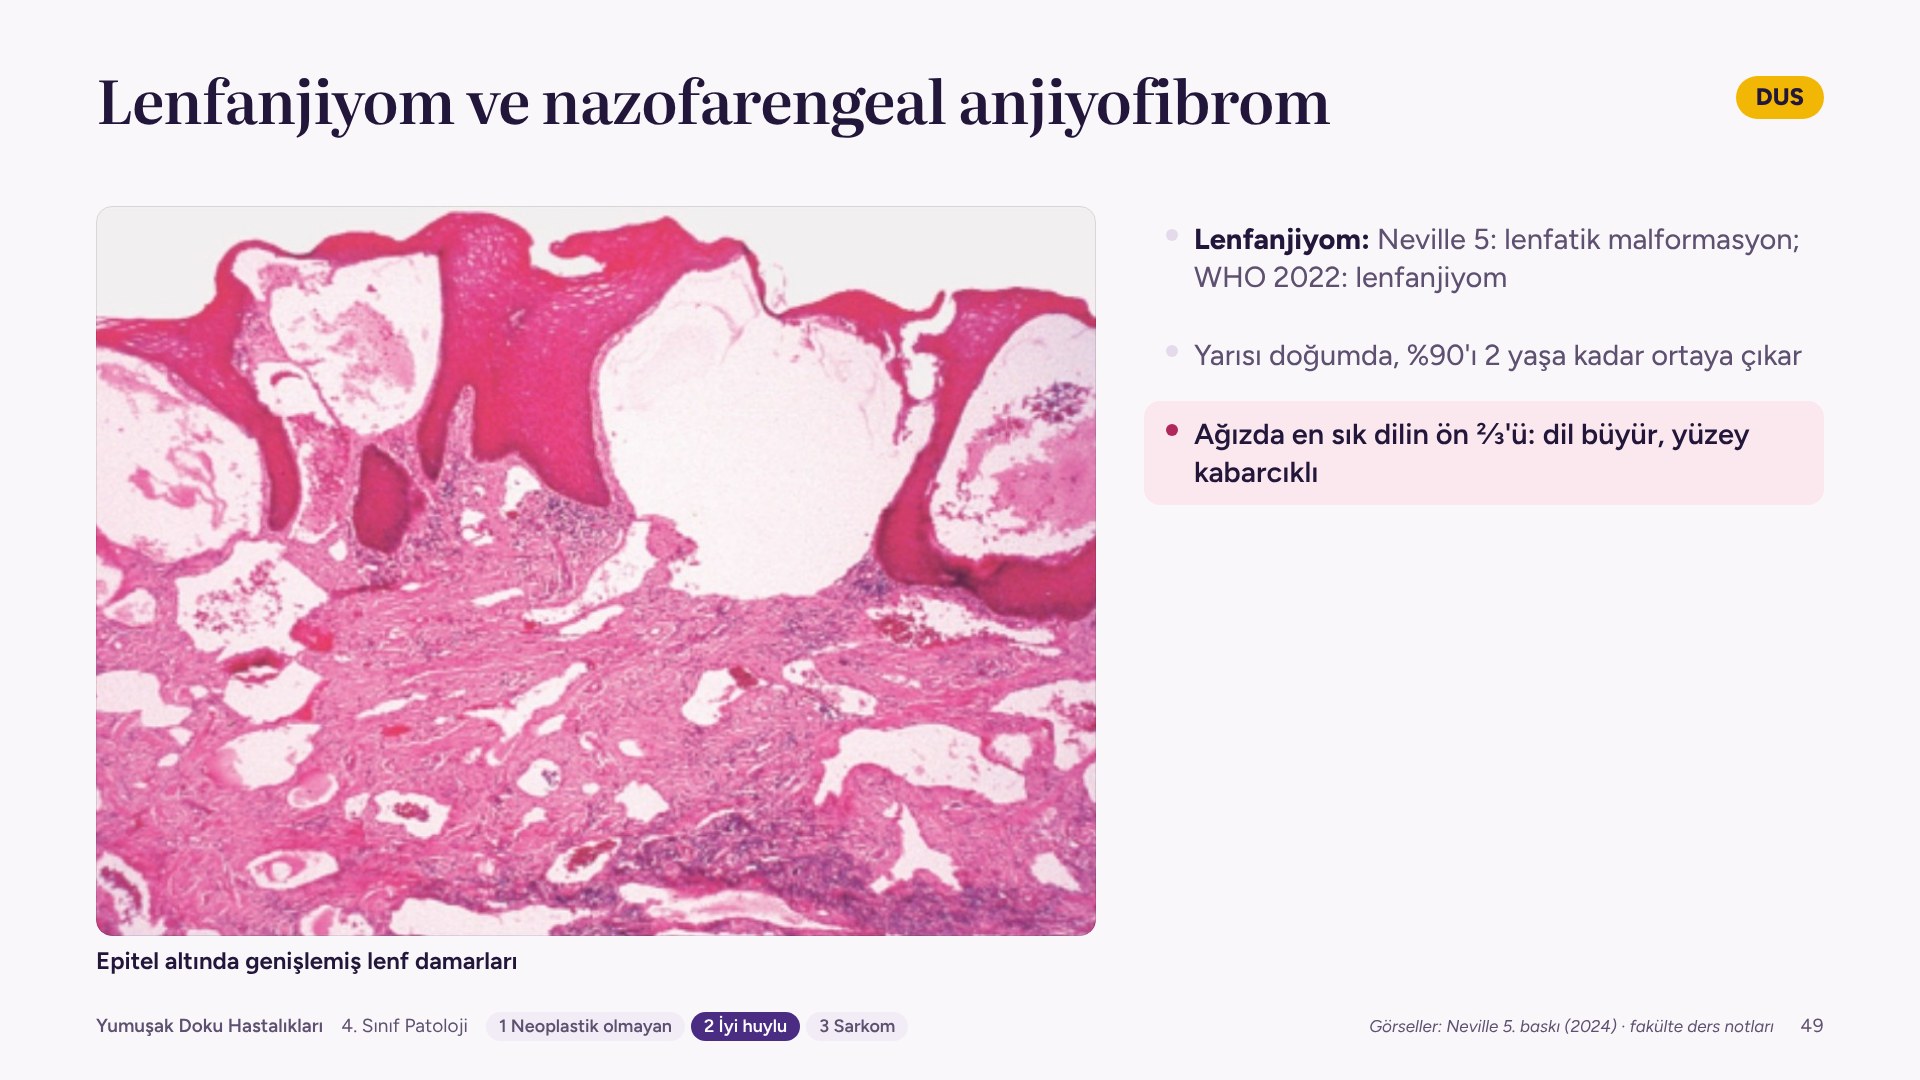 Lenfanjiyom ve nazofarengeal anjiyofibrom
DUS
Lenfanjiyom: Neville 5: lenfatik malformasyon;
WHO 2022: lenfanjiyom
Yarısı doğumda, %90'ı 2 yaşa kadar ortaya çıkar
Ağızda en sık dilin ön ⅔'ü: dil büyür, yüzey
kabarcıklı
Epitel altında genişlemiş lenf damarları
Yumuşak Doku Hastalıkları 4. Sınıf Patoloji 1 Neoplastik olmayan 2 İyi huylu 3 Sarkom
Görseller: Neville 5. baskı (2024) · fakülte ders notları 49